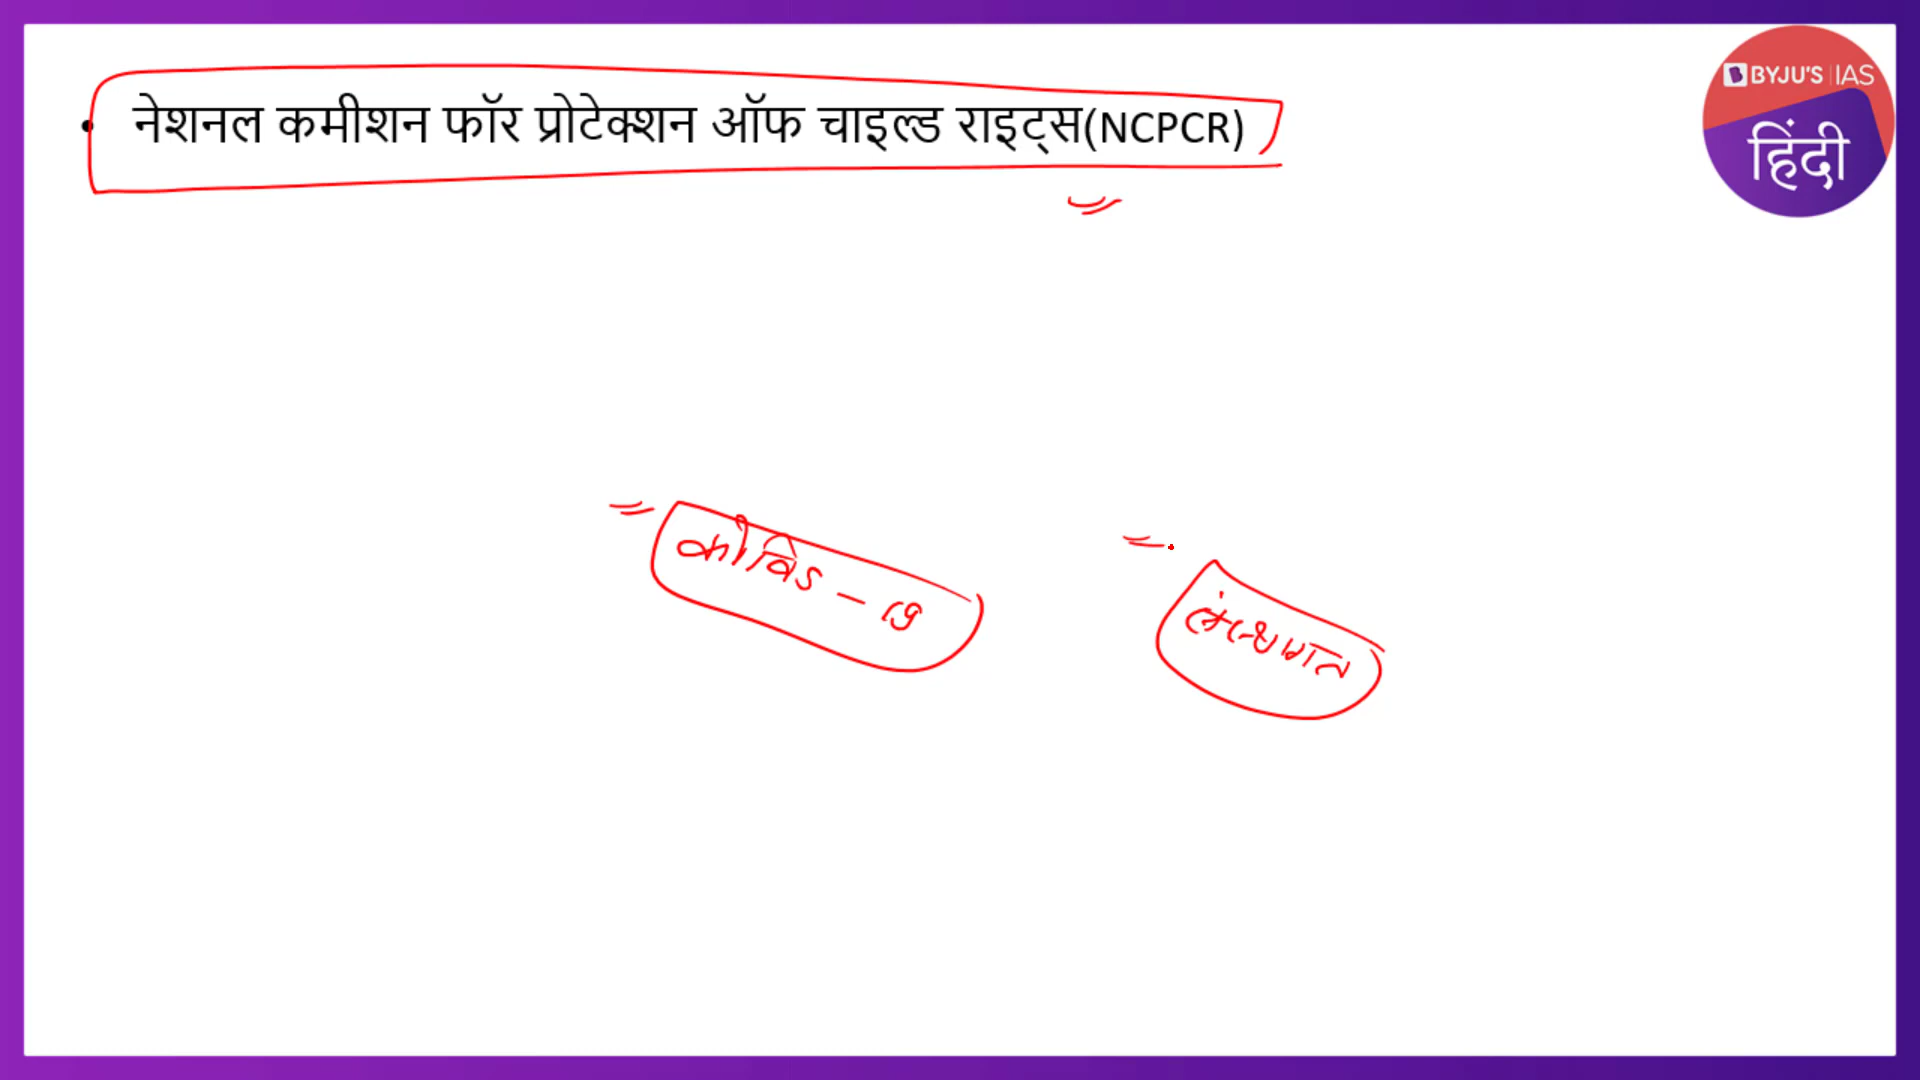 • नेशनल कमीशन फॉर प्रोटेक्शन ऑफ चाइल्ड राइट्स(NCPCR)
BYJU'S IAS
हिंदी
कोविड - 19